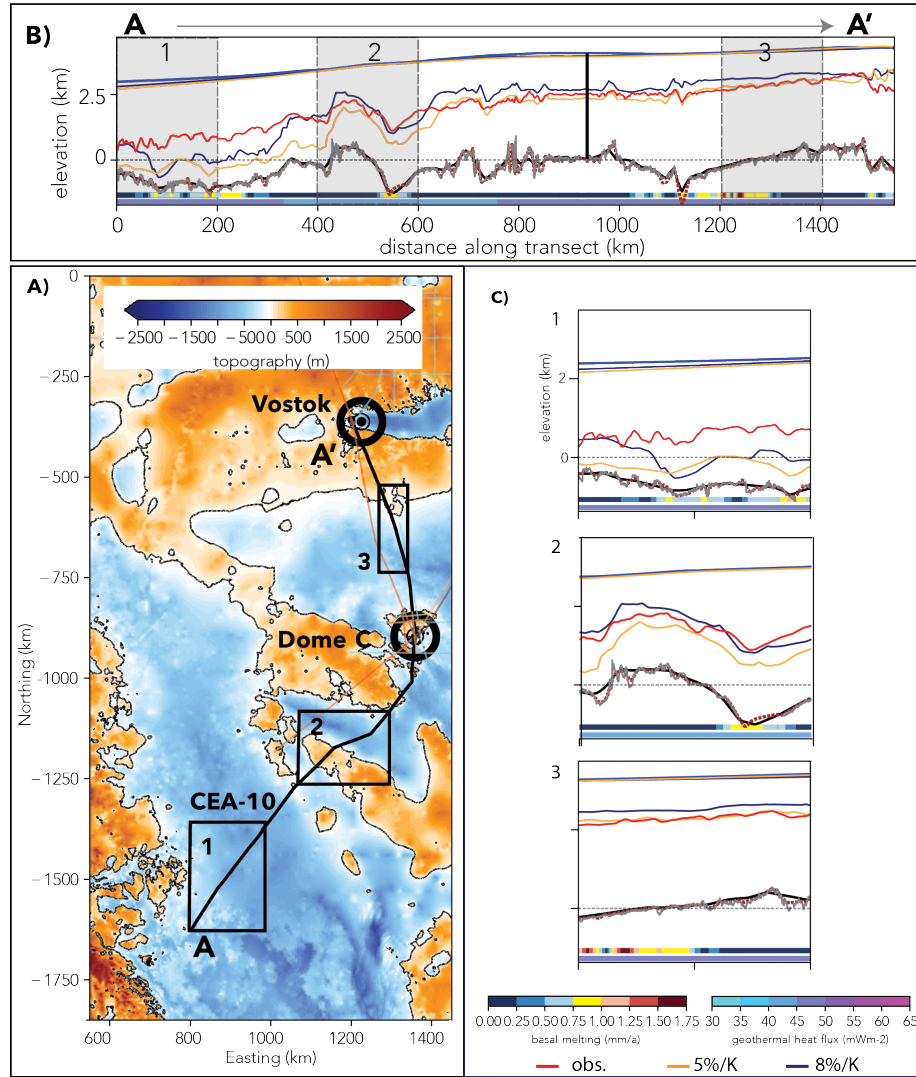 B)
A
A'
1
2
3
elevation (km)
2.5
0
0
200
400
600
800
1000
1200
1400
distance along transect (km)
A)
0
−250
−500
−750
−1000
−1250
−1500
−1750
Northing (km)
−2500
−1500
−5000
500
1500
2500
topography (m)
Vostok
A'
3
Dome C
2
CEA-10
1
A
600
800
1000
1200
1400
Easting (km)
C)
1
elevation (km)
2
0
2
3
0.00
0.25
0.50
0.75
1.00
1.25
1.50
1.75
basal melting (mm/a)
30
35
40
45
50
55
60
65
geothermal heat flux (mWm-2)
obs.
5%/K
8%/K